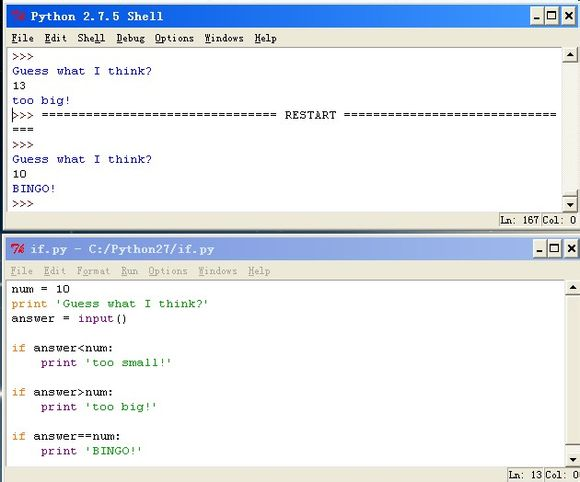 Python 2.7.5 Shell
File Edit Shell Debug Options Windows Help
>>>
Guess what I think?
13
too big!
>>> ================================ RESTART =============================
===
>>>
Guess what I think?
10
BINGO!
>>>
Ln: 167 Col: 0
if.py - C:/Python27/if.py
File Edit Format Run Options Windows Help
num = 10
print 'Guess what I think?'
answer = input()
if answer<num:
    print 'too small!'
if answer>num:
    print 'too big!'
if answer==num:
    print 'BINGO!'
Ln: 13 Col: 0